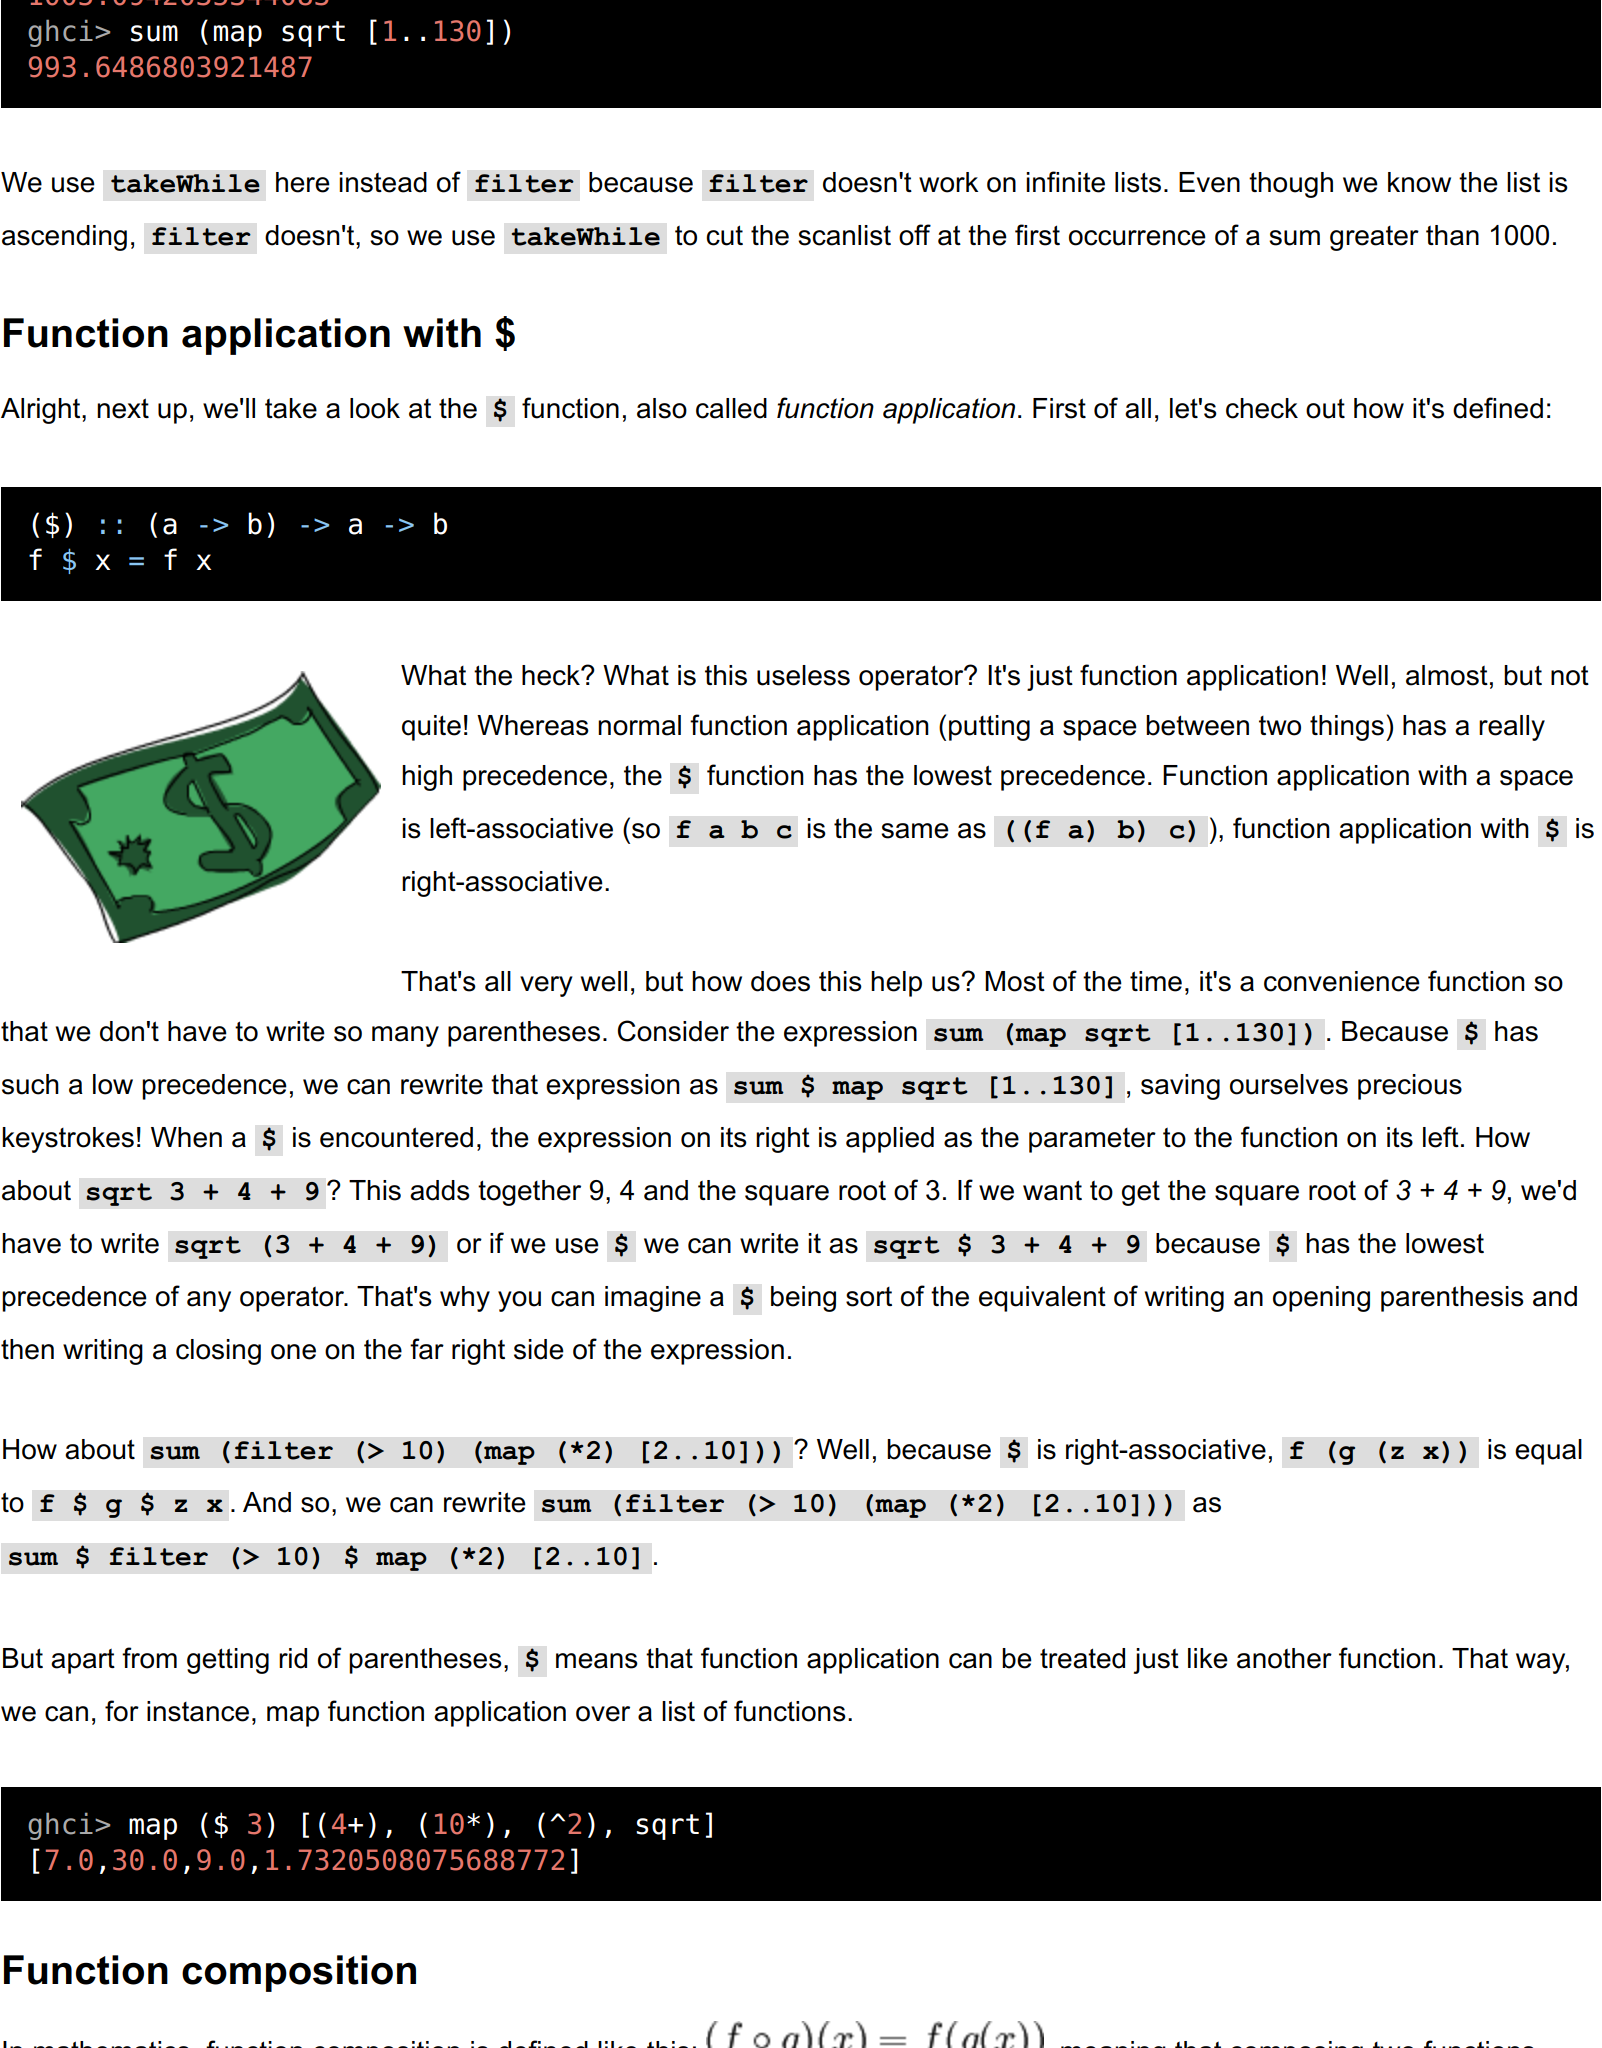 ghci> sum (map sqrt [1..130])
993.6486803921487
We use takeWhile here instead of filter because filter doesn't work on infinite lists. Even though we know the list is
ascending, filter doesn't, so we use takeWhile to cut the scanlist off at the first occurrence of a sum greater than 1000.
Function application with $
Alright, next up, we'll take a look at the $ function, also called function application. First of all, let's check out how it's defined:
($) :: (a -> b) -> a -> b
f $ x = f x
What the heck? What is this useless operator? It's just function application! Well, almost, but not
quite! Whereas normal function application (putting a space between two things) has a really
high precedence, the $ function has the lowest precedence. Function application with a space
is left-associative (so f a b c is the same as ((f a) b) c)), function application with $ is
right-associative.
That's all very well, but how does this help us? Most of the time, it's a convenience function so
that we don't have to write so many parentheses. Consider the expression sum (map sqrt [1..130]). Because $ has
such a low precedence, we can rewrite that expression as sum $ map sqrt [1..130], saving ourselves precious
keystrokes! When a $ is encountered, the expression on its right is applied as the parameter to the function on its left. How
about sqrt 3 + 4 + 9? This adds together 9, 4 and the square root of 3. If we want to get the square root of 3 + 4 + 9, we'd
have to write sqrt (3 + 4 + 9) or if we use $ we can write it as sqrt $ 3 + 4 + 9 because $ has the lowest
precedence of any operator. That's why you can imagine a $ being sort of the equivalent of writing an opening parenthesis and
then writing a closing one on the far right side of the expression.
How about sum (filter (> 10) (map (*2) [2..10]))? Well, because $ is right-associative, f (g (z x)) is equal
to f $ g $ z x. And so, we can rewrite sum (filter (> 10) (map (*2) [2..10])) as
sum $ filter (> 10) $ map (*2) [2..10].
But apart from getting rid of parentheses, $ means that function application can be treated just like another function. That way,
we can, for instance, map function application over a list of functions.
ghci> map ($ 3) [(4+), (10*), (^2), sqrt]
[7.0,30.0,9.0,1.7320508075688772]
Function composition
In mathematics, function composition is defined like this: (f ∘ g)(x) = f(g(x)), meaning that composing two functions